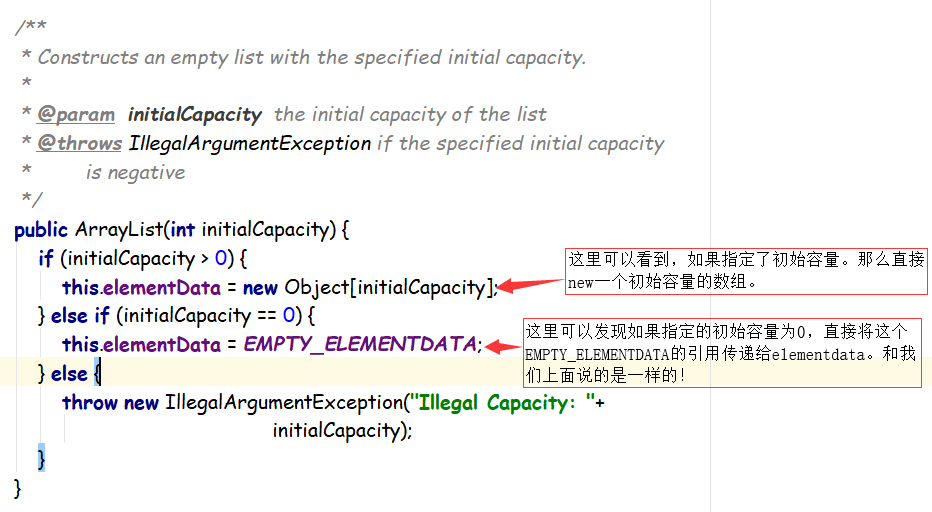 /**
* Constructs an empty list with the specified initial capacity.
*
* @param initialCapacity the initial capacity of the list
* @throws IllegalArgumentException if the specified initial capacity
* is negative
*/
public ArrayList(int initialCapacity) {
if (initialCapacity > 0) {
this.elementData = new Object[initialCapacity];
这里可以看到，如果指定了初始容量。那么直接
new一个初始容量的数组。
} else if (initialCapacity == 0) {
this.elementData = EMPTY_ELEMENTDATA;
这里可以发现如果指定的初始容量为0，直接将这个
EMPTY_ELEMENTDATA的引用传递给elementdata。和我
们上面说的是一样的！
} else {
throw new IllegalArgumentException("Illegal Capacity: "+
initialCapacity);
}
}